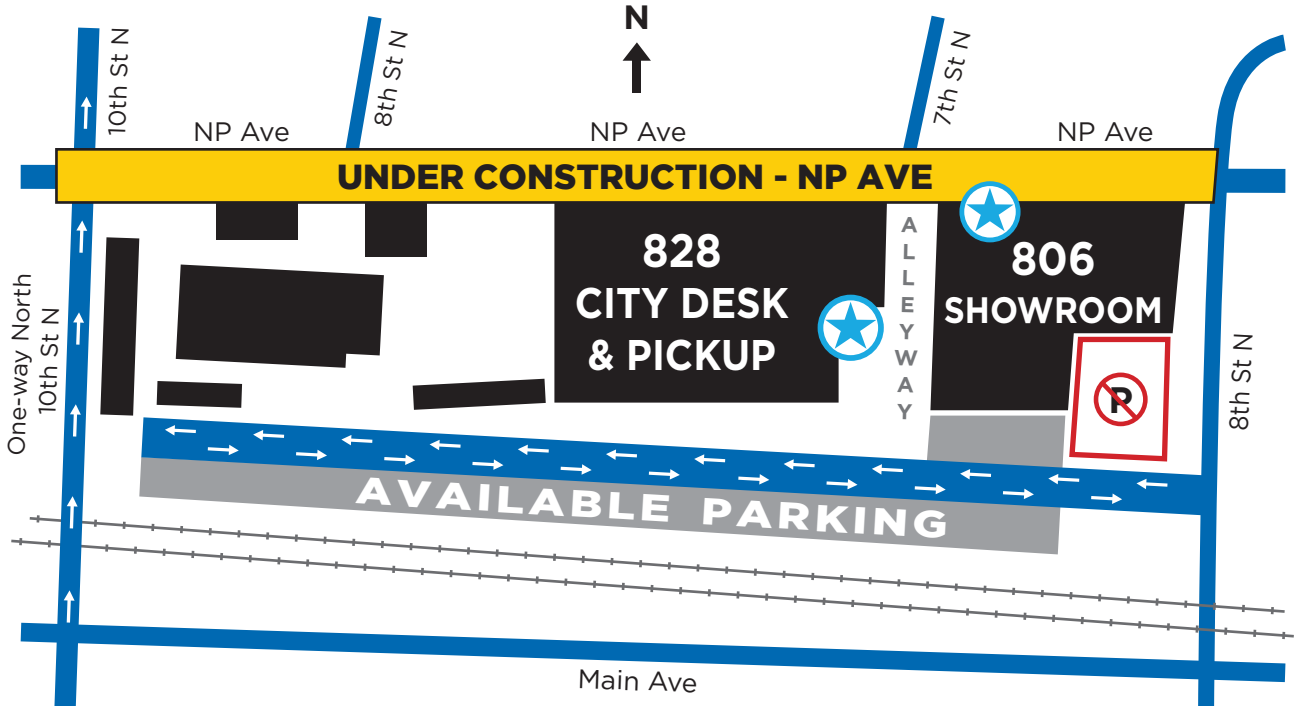 N
10th St N
8th St N
7th St N
NP Ave
NP Ave
NP Ave
UNDER CONSTRUCTION - NP AVE
828
CITY DESK
& PICKUP
ALLEYWAY
806
SHOWROOM
P
One-way North
10th St N
8th St N
AVAILABLE PARKING
Main Ave